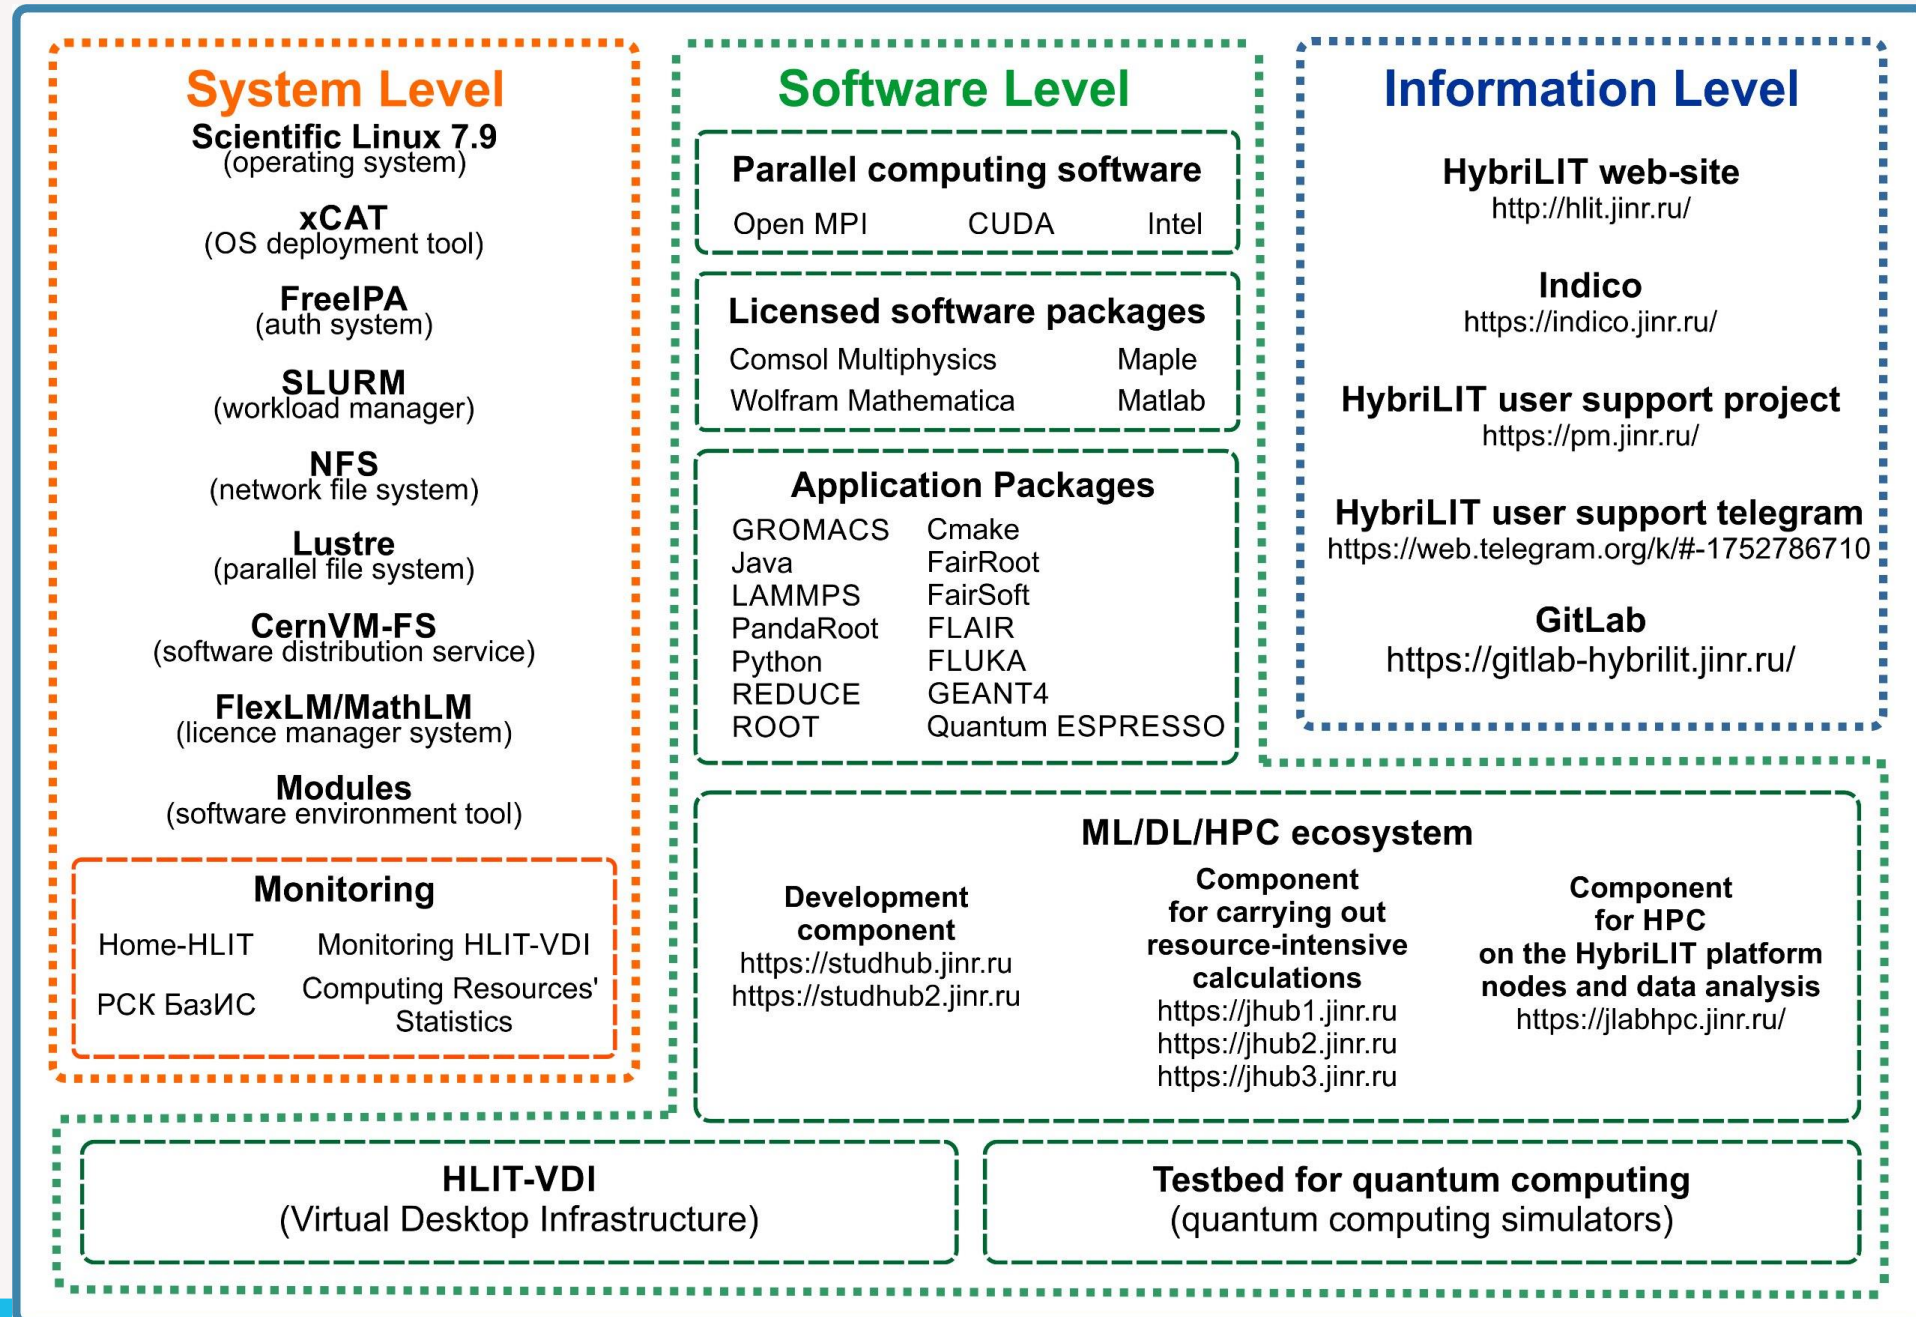 System Level
Scientific Linux 7.9
(operating system)
xCAT
(OS deployment tool)
FreeIPA
(auth system)
SLURM
(workload manager)
NFS
(network file system)
Lustre
(parallel file system)
CernVM-FS
(software distribution service)
FlexLM/MathLM
(licence manager system)
Modules
(software environment tool)
Monitoring
Home-HLIT Monitoring HLIT-VDI
РСК БазИС Computing Resources'
Statistics
Software Level
Parallel computing software
Open MPI CUDA Intel
Licensed software packages
Comsol Multiphysics Maple
Wolfram Mathematica Matlab
Application Packages
GROMACS Cmake
Java FairRoot
LAMMPS FairSoft
PandaRoot FLAIR
Python FLUKA
REDUCE GEANT4
ROOT Quantum ESPRESSO
Information Level
HybriLIT web-site
http://hlit.jinr.ru/
Indico
https://indico.jinr.ru/
HybriLIT user support project
https://pm.jinr.ru/
HybriLIT user support telegram
https://web.telegram.org/k/#-1752786710
GitLab
https://gitlab-hybrilit.jinr.ru/
ML/DL/HPC ecosystem
Development
component
https://studhub.jinr.ru
https://studhub2.jinr.ru
Component
for carrying out
resource-intensive
calculations
https://jhub1.jinr.ru
https://jhub2.jinr.ru
https://jhub3.jinr.ru
Component
for HPC
on the HybriLIT platform
nodes and data analysis
https://jlabhpc.jinr.ru/
HLIT-VDI
(Virtual Desktop Infrastructure)
Testbed for quantum computing
(quantum computing simulators)